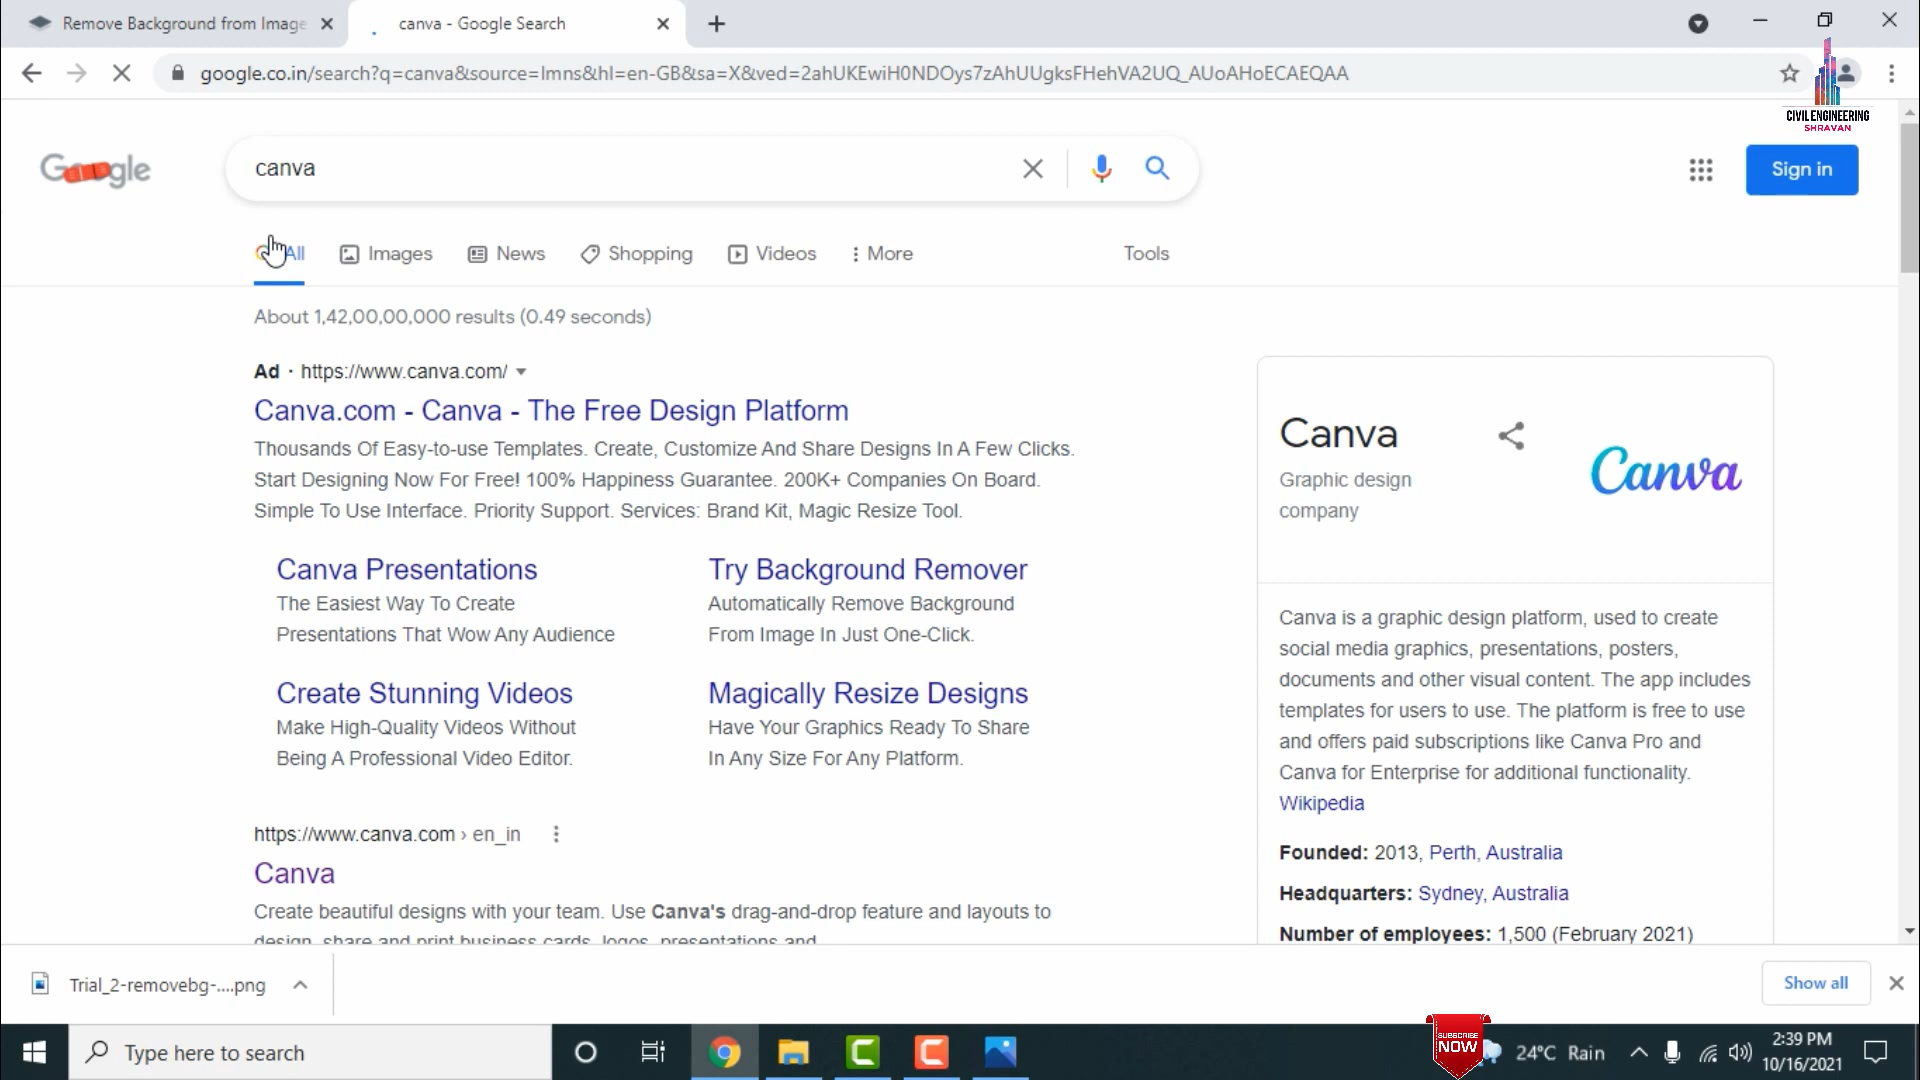 Remove Background from Image
canva - Google Search
google.co.in/search?q=canva&source=lmns&hl=en-GB&sa=X&ved=2ahUKEwiH0NDOys7zAhUUgksFHehVA2UQ_AUoAHoECAEQAA
CIVIL ENGINEERING
SHRAVAN
Google
canva
Sign in
All
Images
News
Shopping
Videos
More
Tools
About 1,42,00,00,000 results (0.49 seconds)
Ad · https://www.canva.com/
Canva.com - Canva - The Free Design Platform
Thousands Of Easy-to-use Templates. Create, Customize And Share Designs In A Few Clicks.
Start Designing Now For Free! 100% Happiness Guarantee. 200K+ Companies On Board.
Simple To Use Interface. Priority Support. Services: Brand Kit, Magic Resize Tool.
Canva Presentations
The Easiest Way To Create
Presentations That Wow Any Audience
Try Background Remover
Automatically Remove Background
From Image In Just One-Click.
Create Stunning Videos
Make High-Quality Videos Without
Being A Professional Video Editor.
Magically Resize Designs
Have Your Graphics Ready To Share
In Any Size For Any Platform.
https://www.canva.com › en_in
Canva
Create beautiful designs with your team. Use Canva's drag-and-drop feature and layouts to
design, share and print business cards, logos, presentations and
Canva
Graphic design
company
Canva
Canva is a graphic design platform, used to create
social media graphics, presentations, posters,
documents and other visual content. The app includes
templates for users to use. The platform is free to use
and offers paid subscriptions like Canva Pro and
Canva for Enterprise for additional functionality.
Wikipedia
Founded: 2013, Perth, Australia
Headquarters: Sydney, Australia
Number of employees: 1,500 (February 2021)
Trial_2-removebg-....png
Show all
Type here to search
SUBSCRIBE
NOW
24°C Rain
2:39 PM
10/16/2021